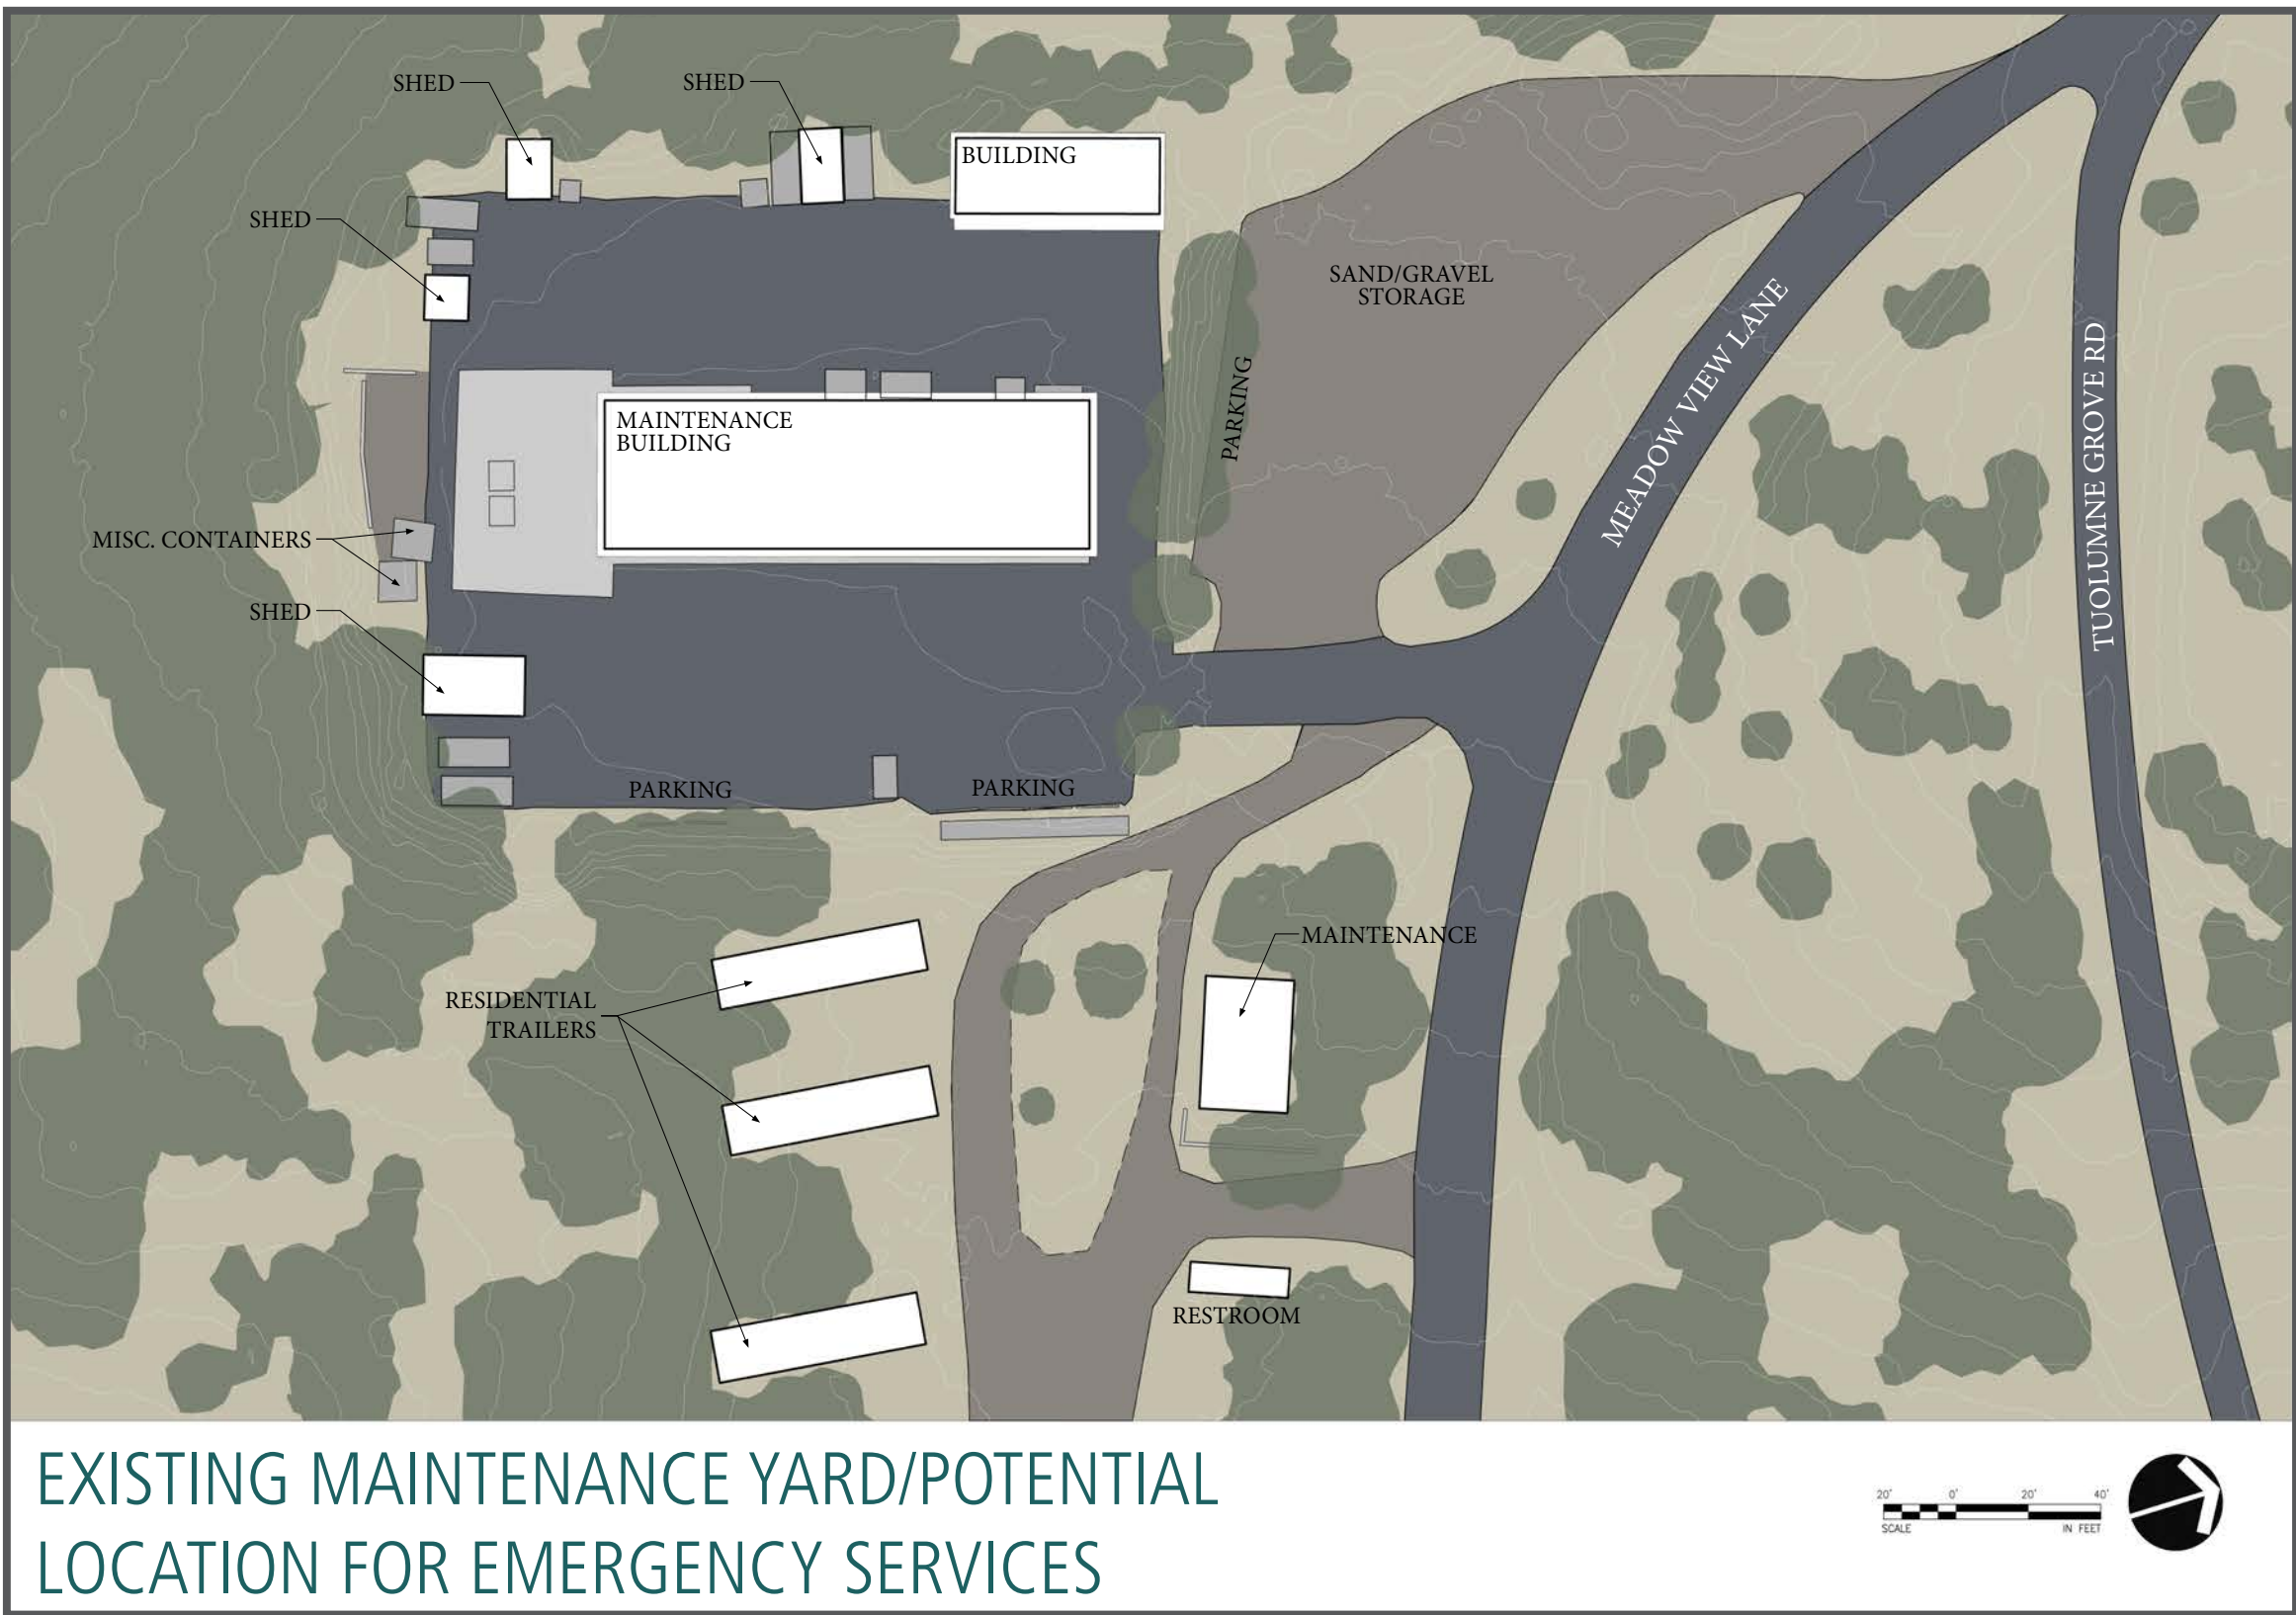 SHED
SHED
BUILDING
SHED
SAND/GRAVEL
STORAGE
MEADOW VIEW LANE
TUOLUMNE GROVE RD
PARKING
MAINTENANCE
BUILDING
MISC. CONTAINERS
SHED
PARKING
PARKING
MAINTENANCE
RESIDENTIAL
TRAILERS
RESTROOM
EXISTING MAINTENANCE YARD/POTENTIAL
LOCATION FOR EMERGENCY SERVICES
20' 0' 20' 40'
SCALE IN FEET